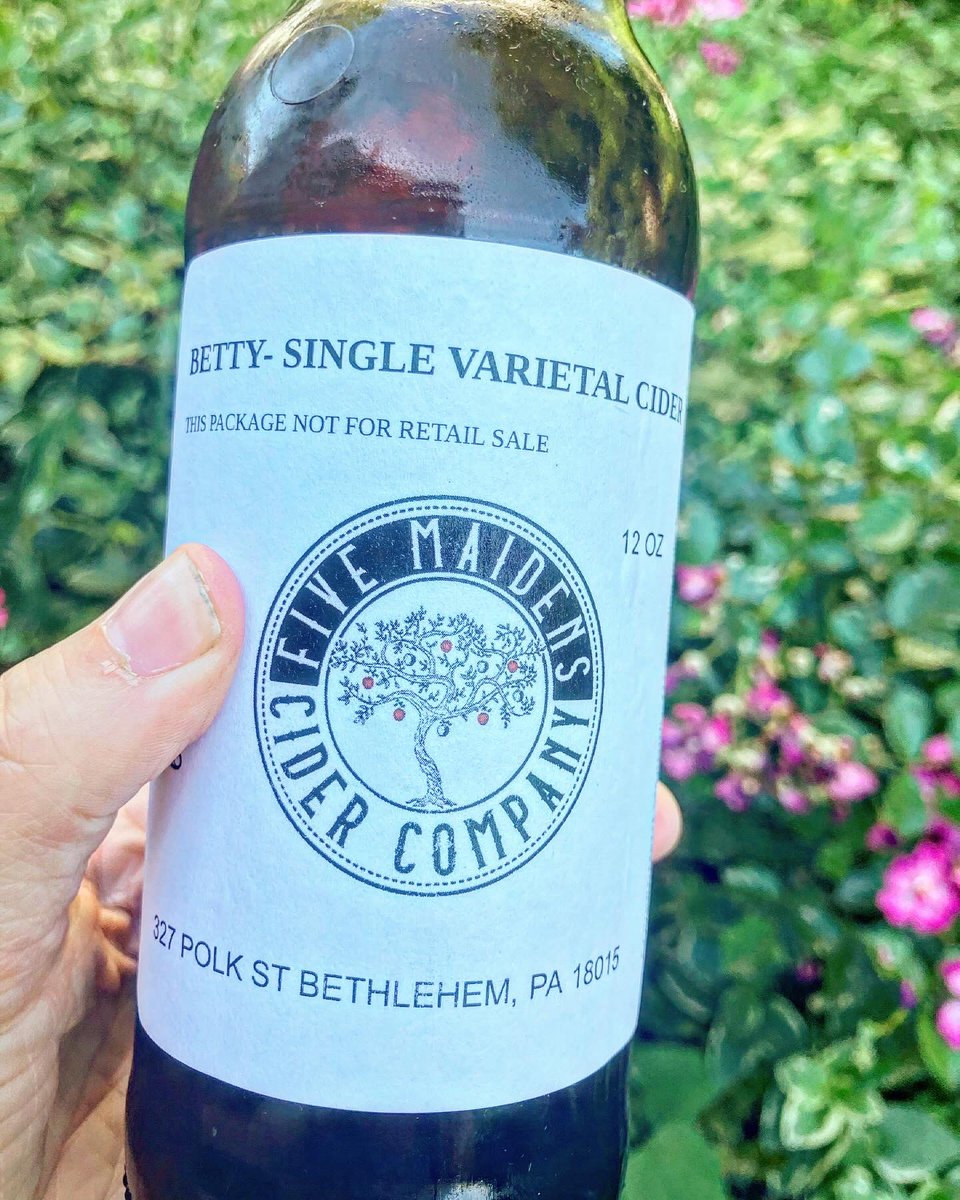 BETTY- SINGLE VARIETAL CIDER
THIS PACKAGE NOT FOR RETAIL SALE
12 OZ
FIVE MAIDENS
CIDER COMPANY
327 POLK ST BETHLEHEM, PA 18015